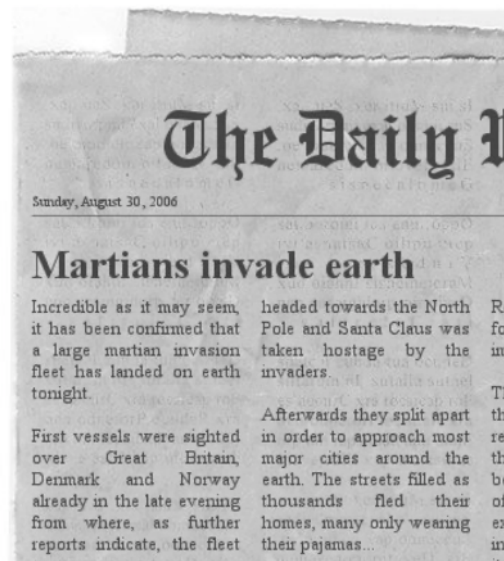 The Daily
Sunday, August 30, 2006
Martians invade earth
Incredible as it may seem,
it has been confirmed that
a large martian invasion
fleet has landed on earth
tonight.
First vessels were sighted
over Great Britain,
Denmark and Norway
already in the late evening
from where, as further
reports indicate, the fleet
headed towards the North
Pole and Santa Claus was
taken hostage by the
invaders.
Afterwards they split apart
in order to approach most
major cities around the
earth. The streets filled as
thousands fled their
homes, many only wearing
their pajamas...